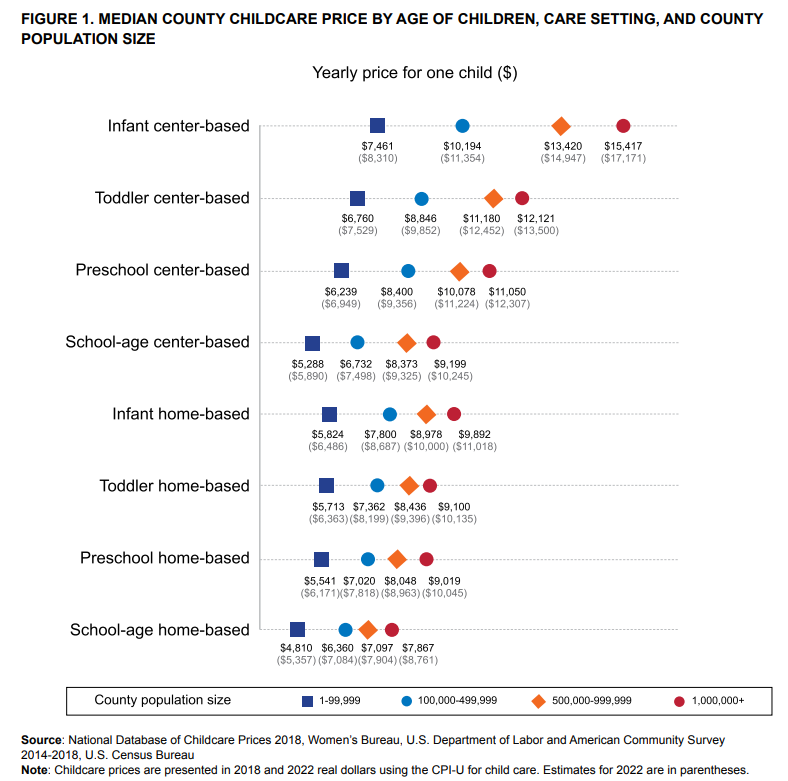 FIGURE 1. MEDIAN COUNTY CHILDCARE PRICE BY AGE OF CHILDREN, CARE SETTING, AND COUNTY
POPULATION SIZE
Yearly price for one child ($)
Infant center-based
$7,461 $10,194 $13,420 $15,417
($8,310) ($11,354) ($14,947) ($17,171)
Toddler center-based
$6,760 $8,846 $11,180 $12,121
($7,529) ($9,852) ($12,452) ($13,500)
Preschool center-based
$6,239 $8,400 $10,078 $11,050
($6,949) ($9,356) ($11,224) ($12,307)
School-age center-based
$5,288 $6,732 $8,373 $9,199
($5,890) ($7,498) ($9,325) ($10,245)
Infant home-based
$5,824 $7,800 $8,978 $9,892
($6,486) ($8,687) ($10,000) ($11,018)
Toddler home-based
$5,713 $7,362 $8,436 $9,100
($6,363) ($8,199) ($9,396) ($10,135)
Preschool home-based
$5,541 $7,020 $8,048 $9,019
($6,171) ($7,818) ($8,963) ($10,045)
School-age home-based
$4,810 $6,360 $7,097 $7,867
($5,357) ($7,084) ($7,904) ($8,761)
County population size 1-99,999 100,000-499,999 500,000-999,999 1,000,000+
Source: National Database of Childcare Prices 2018, Women's Bureau, U.S. Department of Labor and American Community Survey
2014-2018, U.S. Census Bureau
Note: Childcare prices are presented in 2018 and 2022 real dollars using the CPI-U for child care. Estimates for 2022 are in parentheses.